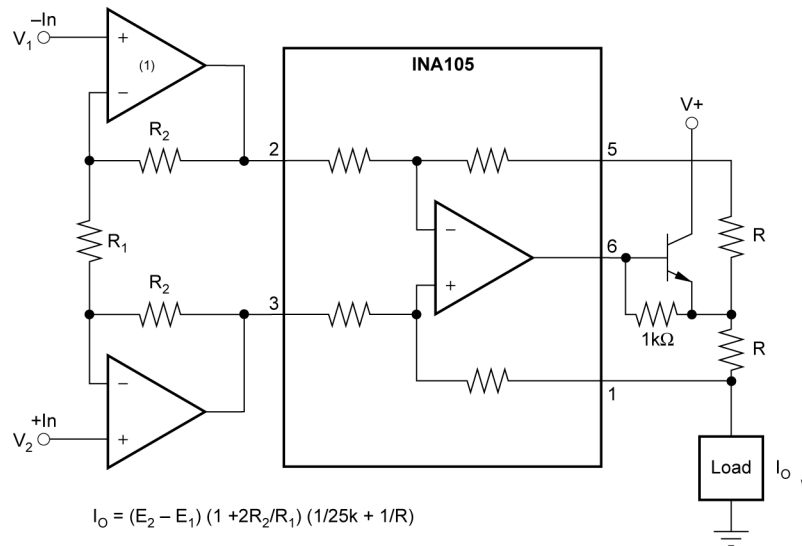 –In
V1
(1)
INA105
V+
R2
2
5
R
R1
6
R2
3
1kΩ
R
1
+In
V2
Load
IO
IO = (E2 – E1) (1 +2R2/R1) (1/25k + 1/R)